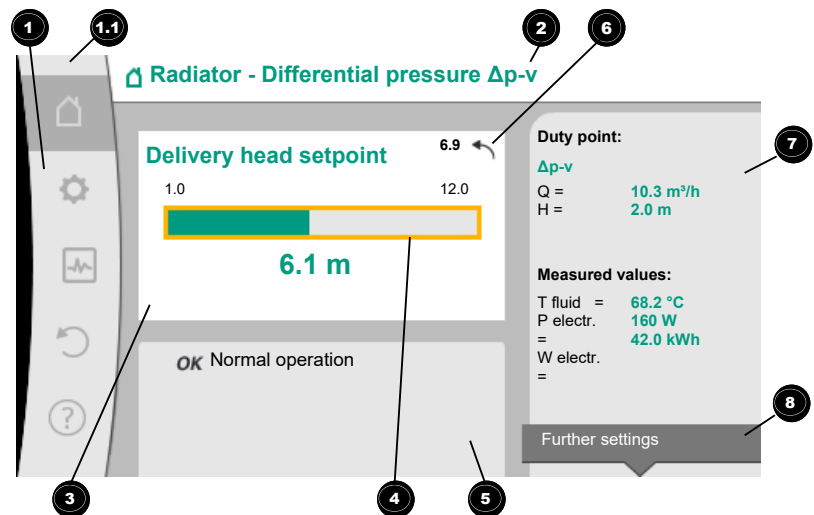 1
1.1
2
6
Radiator - Differential pressure Δp-v
Delivery head setpoint
6.9
1.0 12.0
6.1 m
OK Normal operation
Duty point:
Δp-v
Q = 10.3 m³/h
H = 2.0 m
Measured values:
T fluid = 68.2 °C
P electr. 160 W
= 42.0 kWh
W electr.
=
Further settings
7
8
3
4
5
?